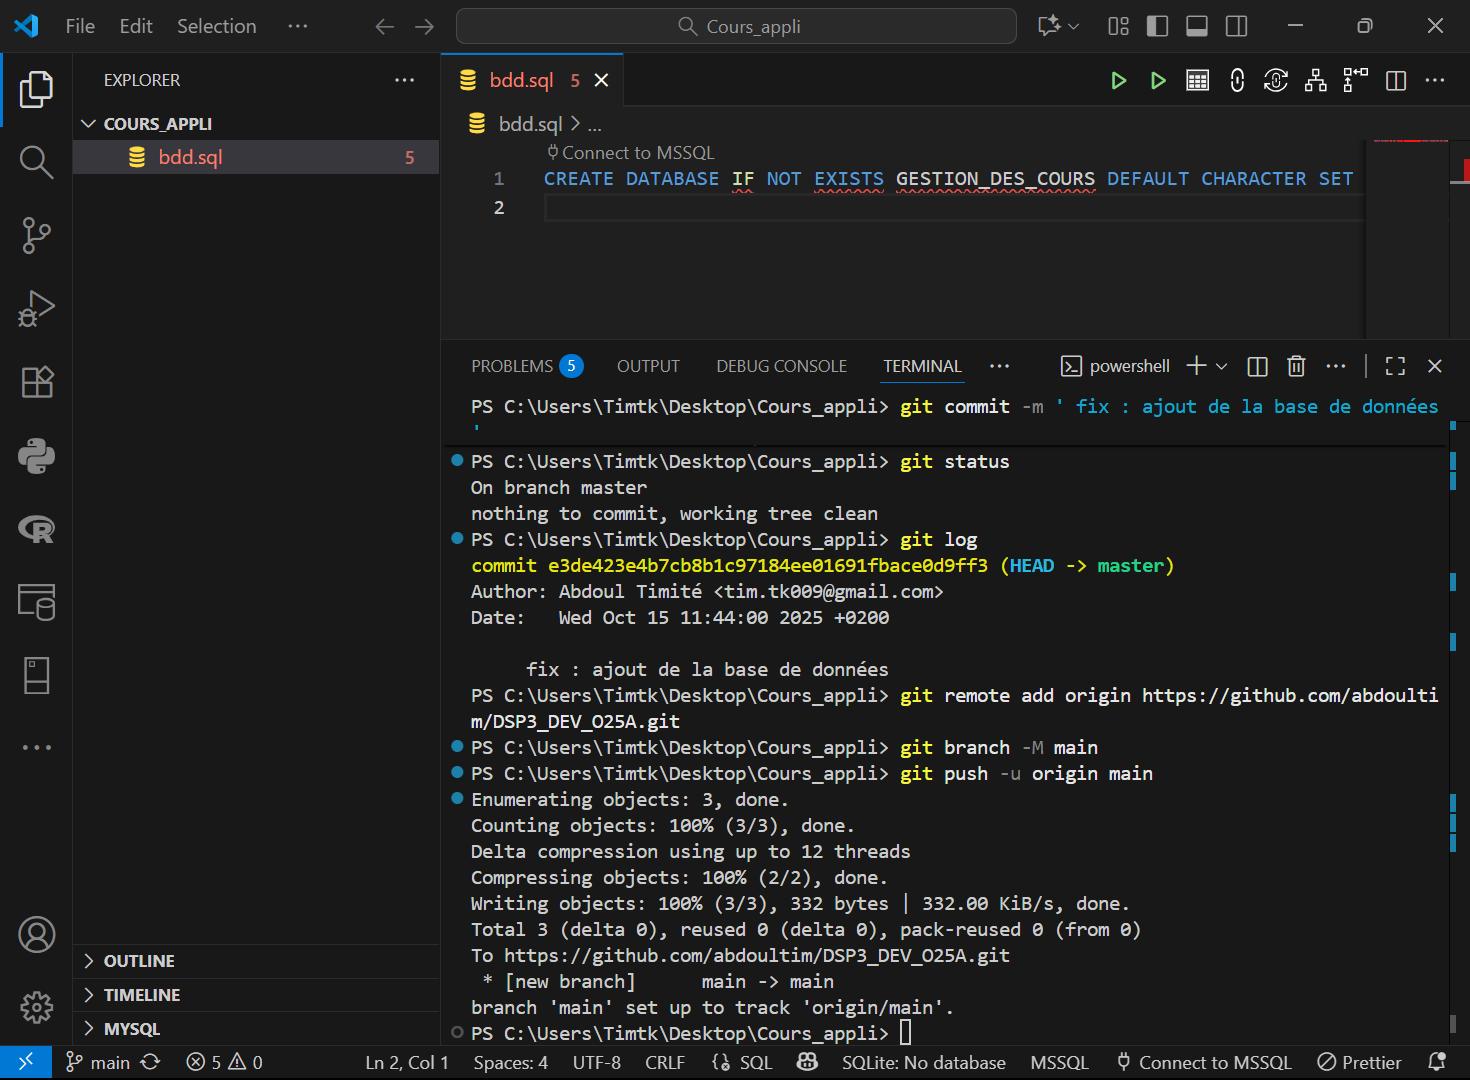 File Edit Selection ··· Cours_appli
EXPLORER ···
COURS_APPLI
bdd.sql 5
OUTLINE
TIMELINE
MYSQL
bdd.sql 5
bdd.sql > ...
Connect to MSSQL
1 CREATE DATABASE IF NOT EXISTS GESTION_DES_COURS DEFAULT CHARACTER SET
2
PROBLEMS 5 OUTPUT DEBUG CONSOLE TERMINAL ··· powershell
PS C:\Users\Timtk\Desktop\Cours_appli> git commit -m ' fix : ajout de la base de données
'
PS C:\Users\Timtk\Desktop\Cours_appli> git status
On branch master
nothing to commit, working tree clean
PS C:\Users\Timtk\Desktop\Cours_appli> git log
commit e3de423e4b7cb8b1c97184ee01691fbace0d9ff3 (HEAD -> master)
Author: Abdoul Timité <tim.tk009@gmail.com>
Date:   Wed Oct 15 11:44:00 2025 +0200
fix : ajout de la base de données
PS C:\Users\Timtk\Desktop\Cours_appli> git remote add origin https://github.com/abdoulti
m/DSP3_DEV_O25A.git
PS C:\Users\Timtk\Desktop\Cours_appli> git branch -M main
PS C:\Users\Timtk\Desktop\Cours_appli> git push -u origin main
Enumerating objects: 3, done.
Counting objects: 100% (3/3), done.
Delta compression using up to 12 threads
Compressing objects: 100% (2/2), done.
Writing objects: 100% (3/3), 332 bytes | 332.00 KiB/s, done.
Total 3 (delta 0), reused 0 (delta 0), pack-reused 0 (from 0)
To https://github.com/abdoultim/DSP3_DEV_O25A.git
* [new branch]      main -> main
branch 'main' set up to track 'origin/main'.
PS C:\Users\Timtk\Desktop\Cours_appli>
main 5 0 Ln 2, Col 1 Spaces: 4 UTF-8 CRLF {} SQL SQLite: No database MSSQL Connect to MSSQL Prettier